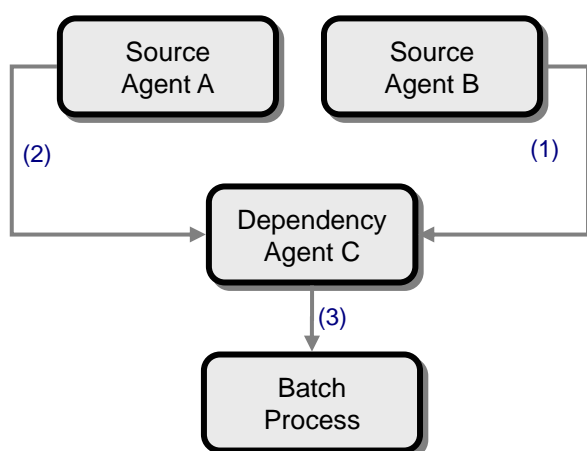 Source
Agent A
Source
Agent B
(2)
(1)
Dependency
Agent C
(3)
Batch
Process